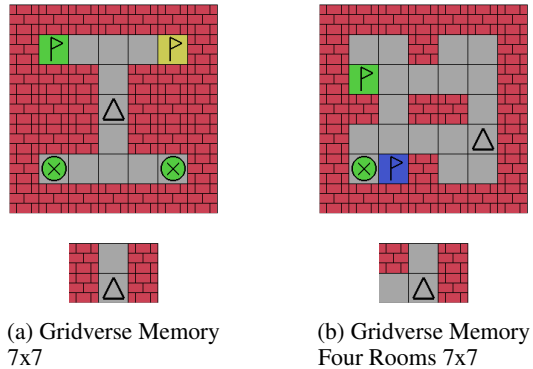 (a) Gridverse Memory
7x7
(b) Gridverse Memory
Four Rooms 7x7